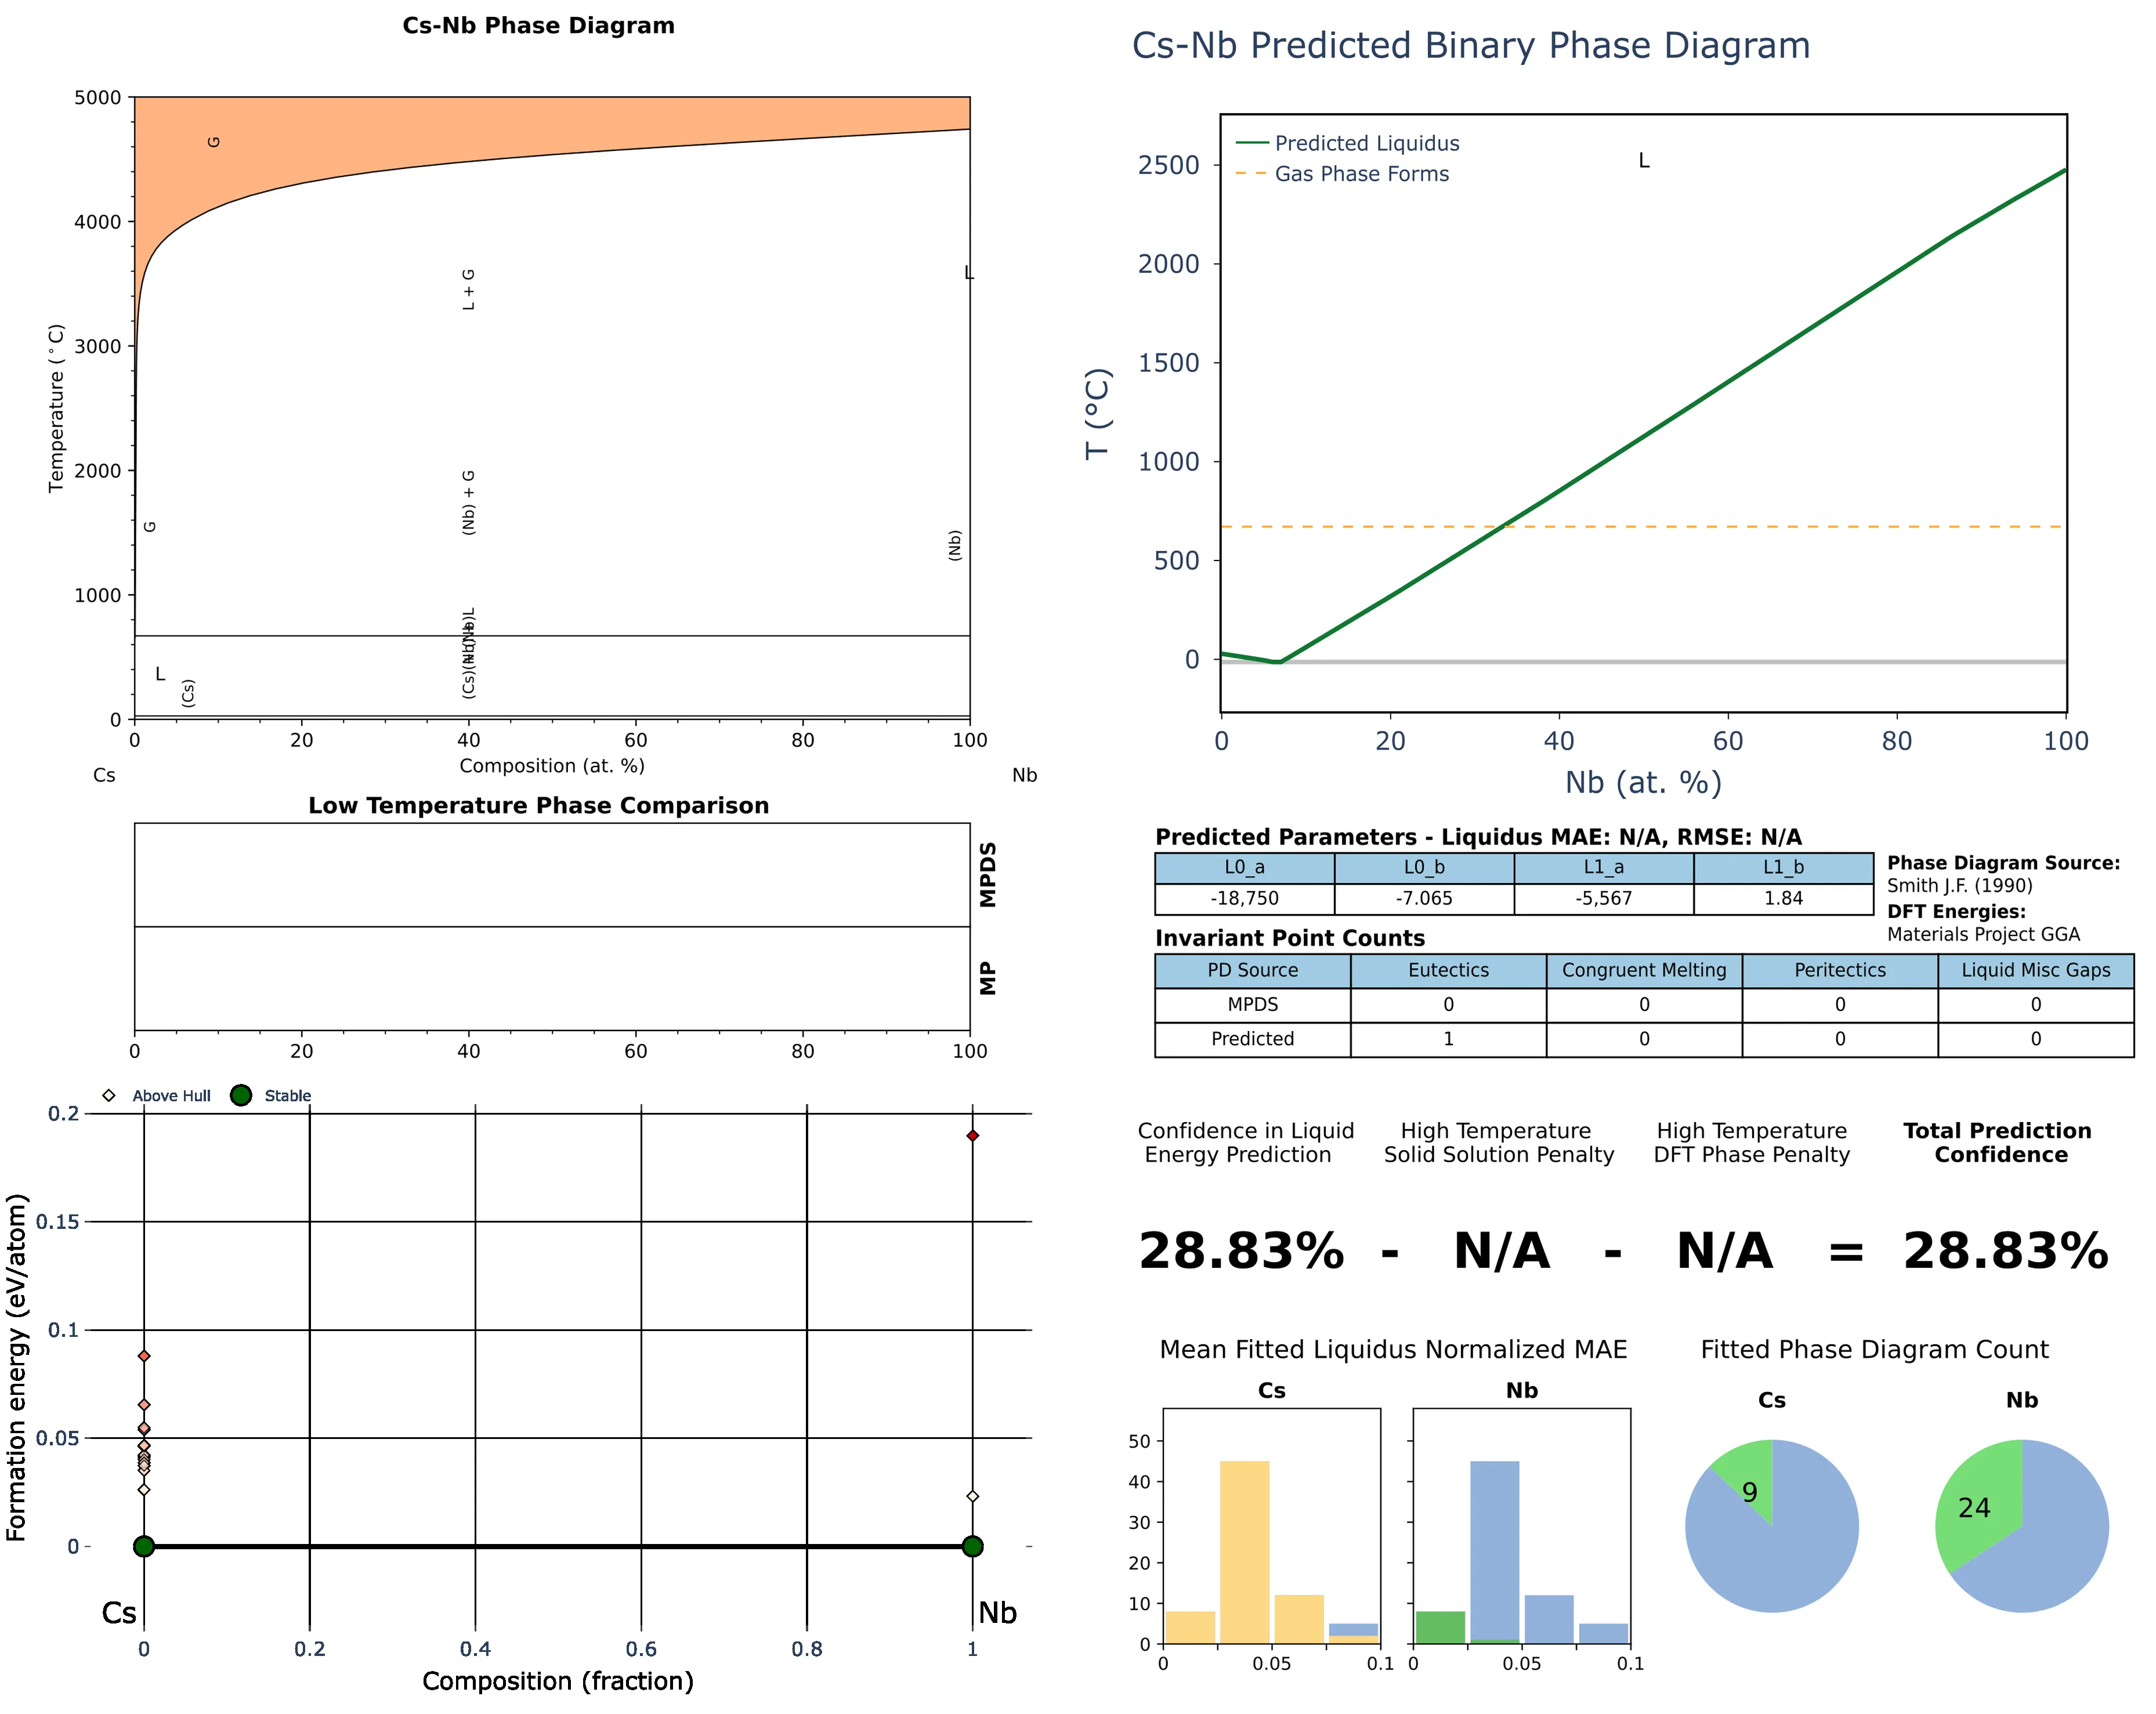 Cs-Nb Phase Diagram
5000
4000
3000
2000
1000
0
Temperature (°C)
G
G
L + G
L
(Nb) + G
(Nb)
L
(Cs)
0 20 40 60 80 100
Composition (at. %)
Cs
Nb
Low Temperature Phase Comparison
MPDS
MP
0 20 40 60 80 100
Above Hull
Stable
0.2
0.15
0.1
0.05
0
Formation energy (eV/atom)
Cs
Nb
0 0.2 0.4 0.6 0.8 1
Composition (fraction)
Cs-Nb Predicted Binary Phase Diagram
Predicted Liquidus
Gas Phase Forms
L
2500
2000
1500
1000
500
0
T (°C)
0 20 40 60 80 100
Nb (at. %)
Predicted Parameters - Liquidus MAE: N/A, RMSE: N/A
L0_a L0_b L1_a L1_b
-18,750 -7.065 -5,567 1.84
Phase Diagram Source:
Smith J.F. (1990)
DFT Energies:
Materials Project GGA
Invariant Point Counts
PD Source Eutectics Congruent Melting Peritectics Liquid Misc Gaps
MPDS 0 0 0 0
Predicted 1 0 0 0
Confidence in Liquid
Energy Prediction
High Temperature
Solid Solution Penalty
High Temperature
DFT Phase Penalty
Total Prediction
Confidence
28.83% - N/A - N/A = 28.83%
Mean Fitted Liquidus Normalized MAE
Cs
Nb
50
40
30
20
10
0
0 0.05 0.1
0 0.05 0.1
Fitted Phase Diagram Count
Cs
Nb
9
24